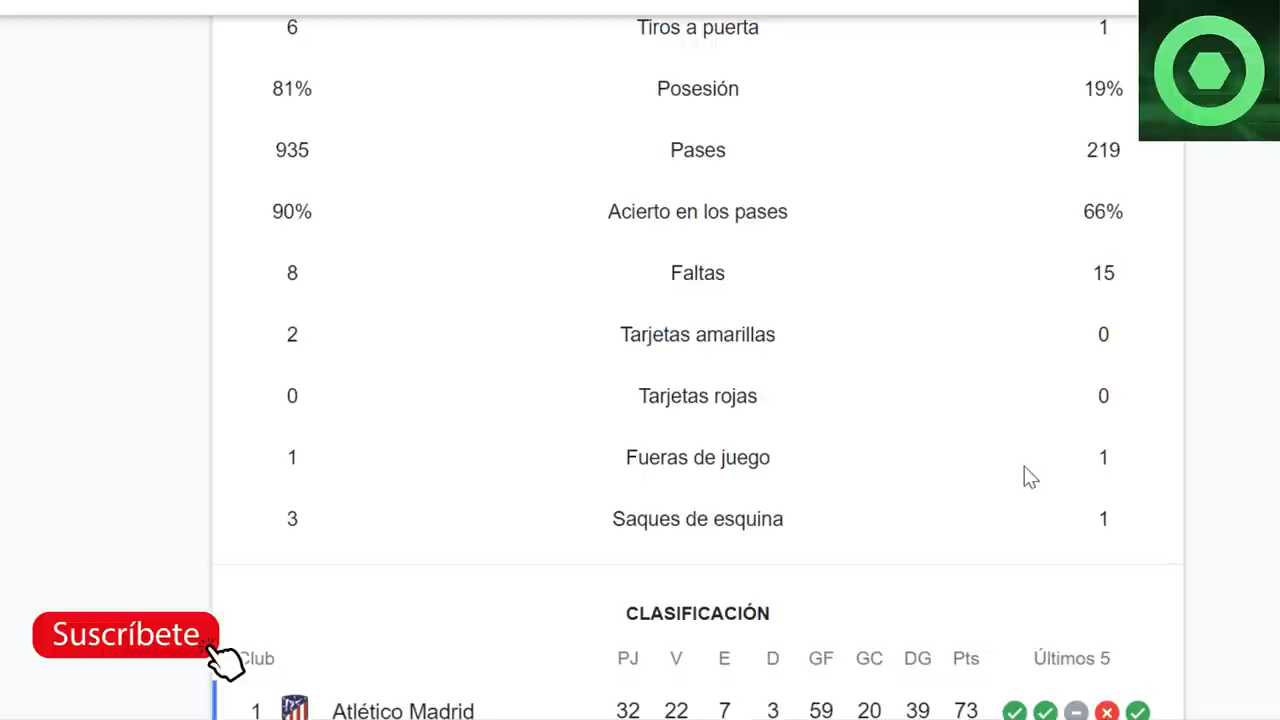 6 Tiros a puerta 1
81% Posesión 19%
935 Pases 219
90% Acierto en los pases 66%
8 Faltas 15
2 Tarjetas amarillas 0
0 Tarjetas rojas 0
1 Fueras de juego 1
3 Saques de esquina 1
CLASIFICACIÓN
Suscríbete
Club PJ V E D GF GC DG Pts Últimos 5
1 Atlético Madrid 32 22 7 3 59 20 39 73